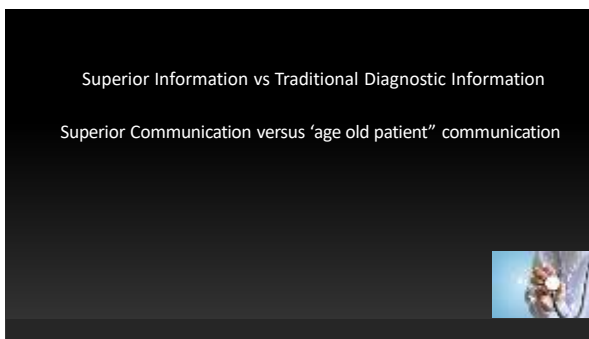 Superior Information vs Traditional Diagnostic Information
Superior Communication versus ‘age old patient” communication